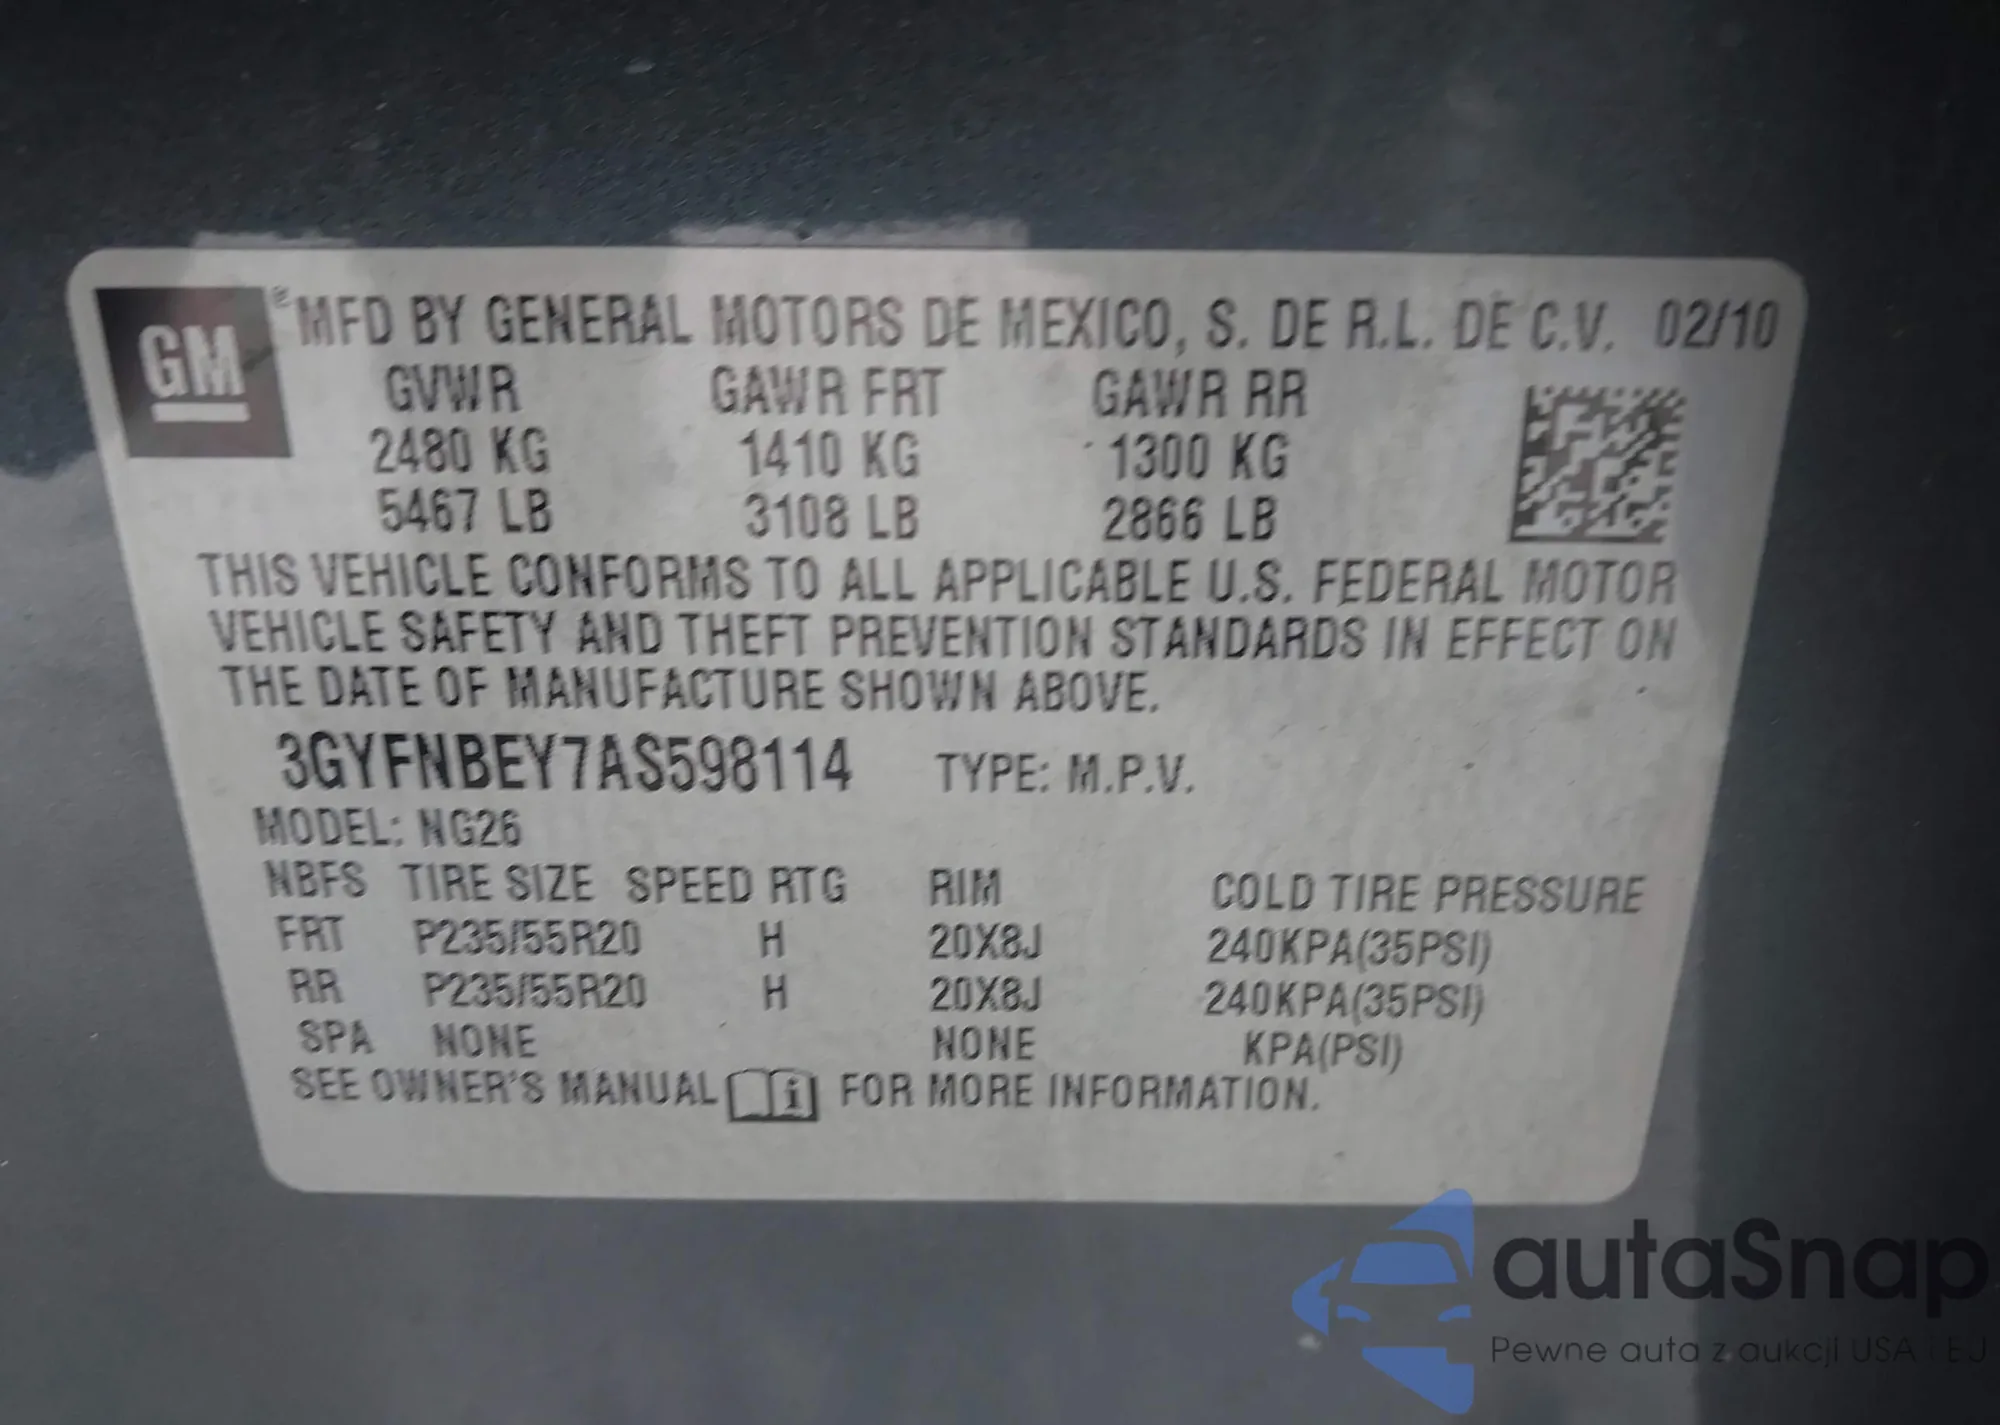 GM
® MFD BY GENERAL MOTORS DE MEXICO, S. DE R.L. DE C.V. 02/10
GVWR GAWR FRT GAWR RR
2480 KG 1410 KG 1300 KG
5467 LB 3108 LB 2866 LB
THIS VEHICLE CONFORMS TO ALL APPLICABLE U.S. FEDERAL MOTOR
VEHICLE SAFETY AND THEFT PREVENTION STANDARDS IN EFFECT ON
THE DATE OF MANUFACTURE SHOWN ABOVE.
3GYFNBEY7AS598114 TYPE: M.P.V.
MODEL: NG26
NBFS TIRE SIZE SPEED RTG RIM COLD TIRE PRESSURE
FRT P235/55R20 H 20X8J 240KPA(35PSI)
RR P235/55R20 H 20X8J 240KPA(35PSI)
SPA NONE NONE KPA(PSI)
SEE OWNER'S MANUAL i FOR MORE INFORMATION.
autaSnap
Pewne auta z aukcji USA i EU